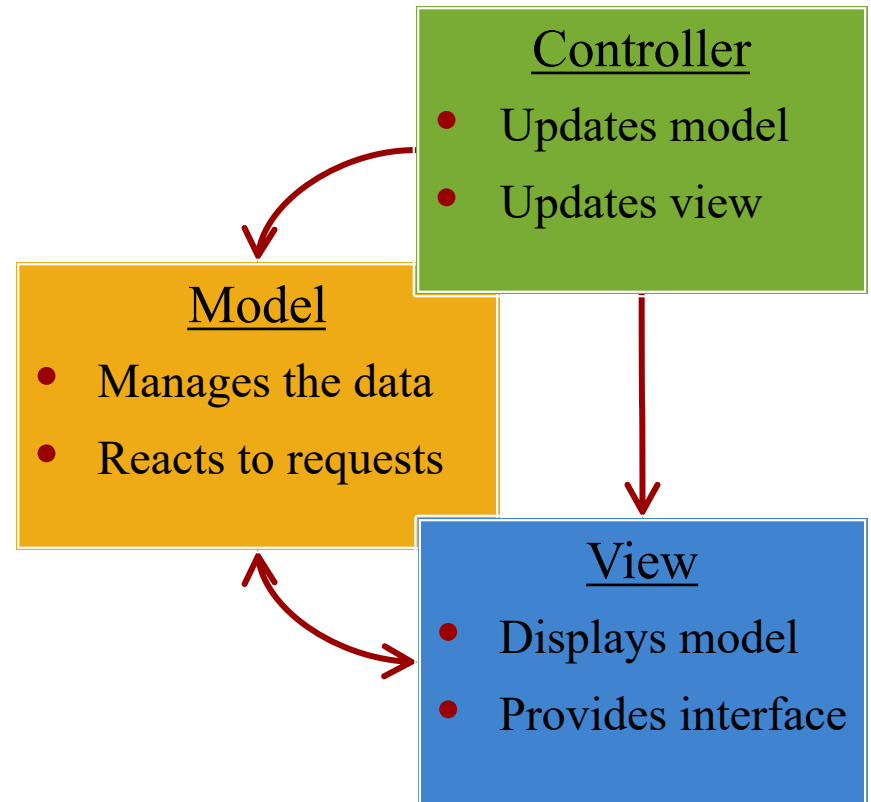 Controller
• Updates model
• Updates view
Model
• Manages the data
• Reacts to requests
View
• Displays model
• Provides interface